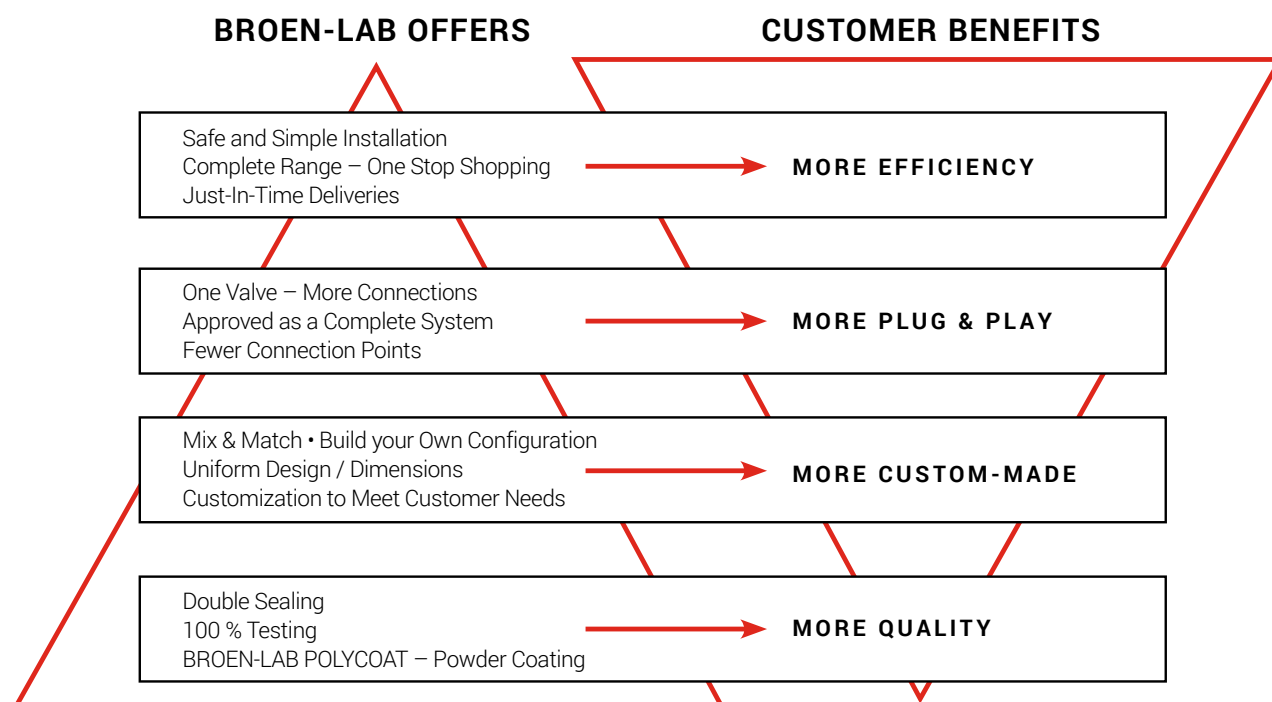 BROEN-LAB OFFERS
CUSTOMER BENEFITS
Safe and Simple Installation
Complete Range – One Stop Shopping
Just-In-Time Deliveries
MORE EFFICIENCY
One Valve – More Connections
Approved as a Complete System
Fewer Connection Points
MORE PLUG & PLAY
Mix & Match • Build your Own Configuration
Uniform Design / Dimensions
Customization to Meet Customer Needs
MORE CUSTOM-MADE
Double Sealing
100 % Testing
BROEN-LAB POLYCOAT – Powder Coating
MORE QUALITY